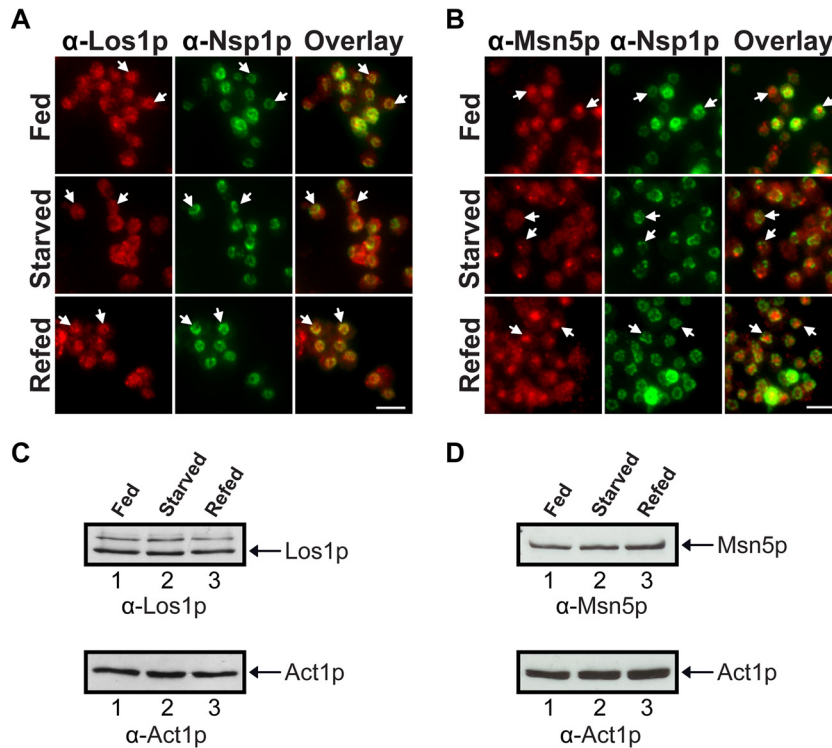 A
α-Los1p α-Nsp1p Overlay
Fed
Starved
Refed
B
α-Msn5p α-Nsp1p Overlay
Fed
Starved
Refed
C
Fed Starved Refed
Los1p
1 2 3
α-Los1p
Act1p
1 2 3
α-Act1p
D
Fed Starved Refed
Msn5p
1 2 3
α-Msn5p
Act1p
1 2 3
α-Act1p